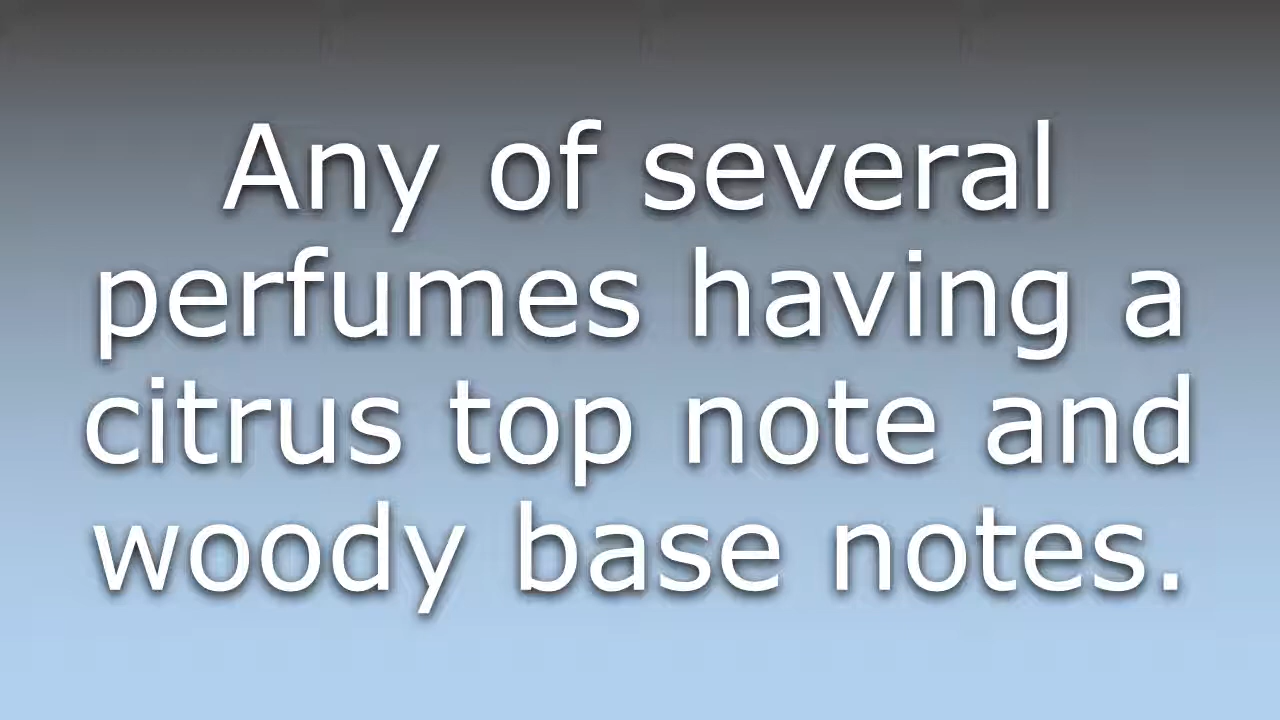 Any of several
perfumes having a
citrus top note and
woody base notes.